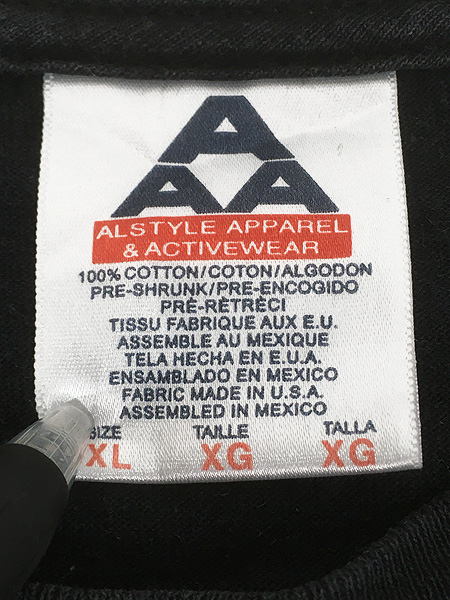 A
A A
ALSTYLE APPAREL
& ACTIVEWEAR
100% COTTON/COTON/ALGODON
PRE-SHRUNK/PRE-ENCOGIDO
PRÉ-RÉTRÉCI
TISSU FABRIQUE AUX E.U.
ASSEMBLE AU MEXIQUE
TELA HECHA EN E.U.A.
ENSAMBLADO EN MEXICO
FABRIC MADE IN U.S.A.
ASSEMBLED IN MEXICO
SIZE TAILLE TALLA
XL XG XG